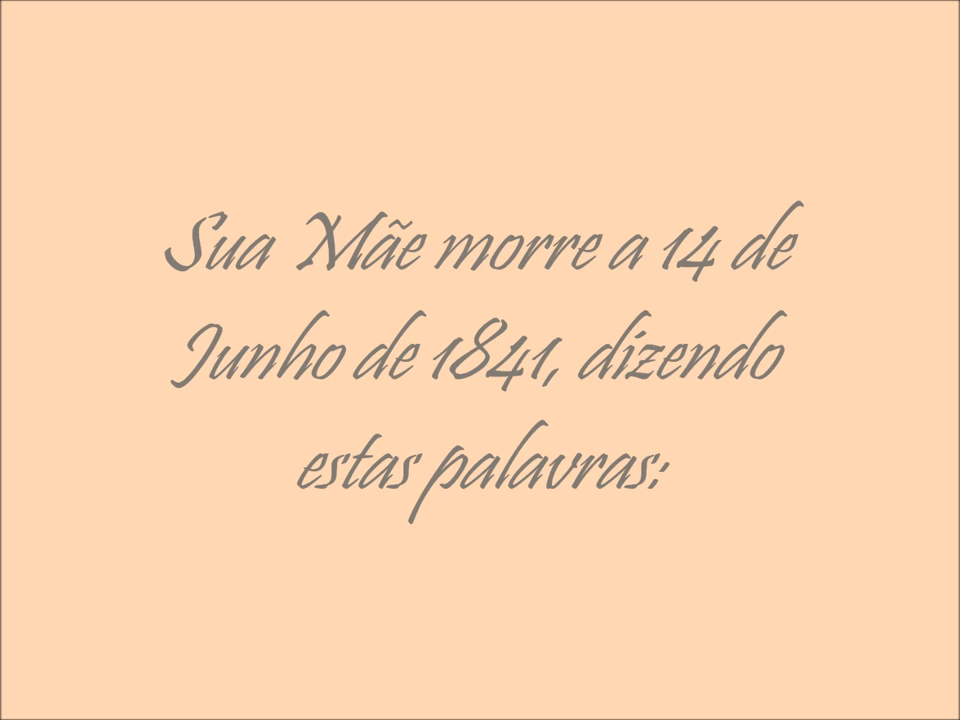 Sua Mãe morre a 14 de
Junho de 1841, dizendo
estas palavras: